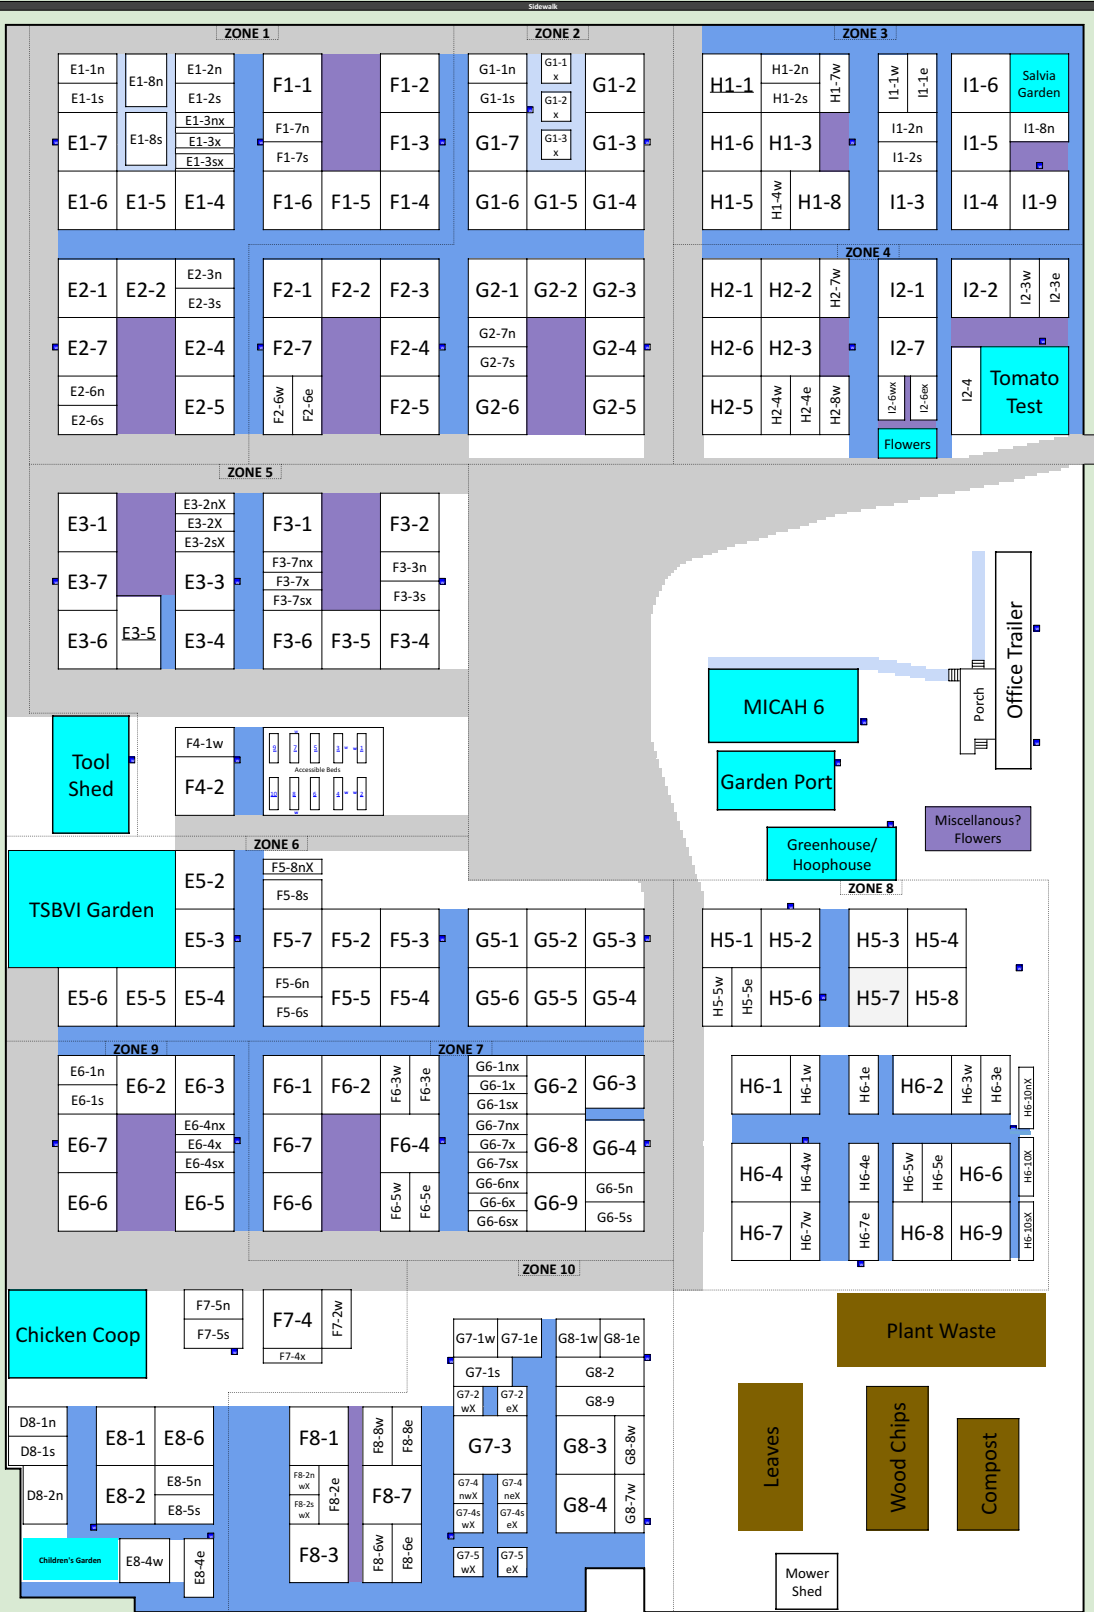 Sidewalk
ZONE 1
ZONE 2
ZONE 3
E1-1n
E1-1s
E1-8n
E1-2n
E1-2s
E1-3nx
E1-3x
E1-3sx
E1-7
E1-8s
E1-6
E1-5
E1-4
F1-1
F1-2
F1-7n
F1-7s
F1-3
F1-6
F1-5
F1-4
G1-1n
G1-1s
G1-1
x
G1-2
x
G1-3
x
G1-2
G1-7
G1-3
G1-6
G1-5
G1-4
H1-1
H1-2n
H1-2s
H1-7w
H1-6
H1-3
H1-5
H1-4w
H1-8
I1-1w
I1-1e
I1-2n
I1-2s
I1-3
I1-6
Salvia
Garden
I1-5
I1-8n
I1-4
I1-9
ZONE 4
E2-1
E2-2
E2-3n
E2-3s
E2-7
E2-4
E2-6n
E2-6s
E2-5
F2-1
F2-2
F2-3
F2-7
F2-4
F2-6w
F2-6e
F2-5
G2-1
G2-2
G2-3
G2-7n
G2-7s
G2-4
G2-6
G2-5
H2-1
H2-2
H2-7w
H2-6
H2-3
H2-5
H2-4w
H2-4e
H2-8w
I2-1
I2-7
I2-6wx
I2-6ex
Flowers
I2-2
I2-3w
I2-3e
I2-4
Tomato
Test
ZONE 5
E3-1
E3-2nX
E3-2X
E3-2sX
E3-7
E3-3
E3-6
E3-5
E3-4
F3-1
F3-2
F3-7nx
F3-7x
F3-7sx
F3-3n
F3-3s
F3-6
F3-5
F3-4
Office Trailer
Porch
MICAH 6
Garden Port
Greenhouse/
Hoophouse
Miscellanous?
Flowers
Tool
Shed
F4-1w
F4-2
9
7
5
3
1
Accessible Beds
10
8
6
4
2
ZONE 6
ZONE 8
TSBVI Garden
E5-2
E5-3
E5-6
E5-5
E5-4
F5-8nX
F5-8s
F5-7
F5-2
F5-3
F5-6n
F5-6s
F5-5
F5-4
G5-1
G5-2
G5-3
G5-6
G5-5
G5-4
H5-1
H5-2
H5-3
H5-4
H5-5w
H5-5e
H5-6
H5-7
H5-8
ZONE 9
ZONE 7
E6-1n
E6-1s
E6-2
E6-3
E6-7
E6-4nx
E6-4x
E6-4sx
E6-6
E6-5
F6-1
F6-2
F6-3w
F6-3e
F6-7
F6-4
F6-6
F6-5w
F6-5e
G6-1nx
G6-1x
G6-1sx
G6-2
G6-3
G6-7nx
G6-7x
G6-7sx
G6-8
G6-4
G6-6nx
G6-6x
G6-6sx
G6-9
G6-5n
G6-5s
H6-1
H6-1w
H6-1e
H6-2
H6-3w
H6-3e
H6-10nX
H6-4
H6-4w
H6-4e
H6-5w
H6-5e
H6-6
H6-10X
H6-7
H6-7w
H6-7e
H6-8
H6-9
H6-10sX
ZONE 10
Chicken Coop
F7-5n
F7-5s
F7-4
F7-2w
F7-4x
G7-1w
G7-1e
G7-1s
G7-2
wX
G7-2
eX
G7-3
G7-4
nwX
G7-4
neX
G7-4s
wX
G7-4s
eX
G7-5
wX
G7-5
eX
G8-1w
G8-1e
G8-2
G8-9
G8-3
G8-8w
G8-4
G8-7w
D8-1n
D8-1s
D8-2n
E8-1
E8-6
E8-2
E8-5n
E8-5s
Children's Garden
E8-4w
E8-4e
F8-1
F8-2n
wX
F8-2s
wX
F8-2e
F8-3
F8-8w
F8-8e
F8-7
F8-6w
F8-6e
Plant Waste
Leaves
Wood Chips
Compost
Mower
Shed